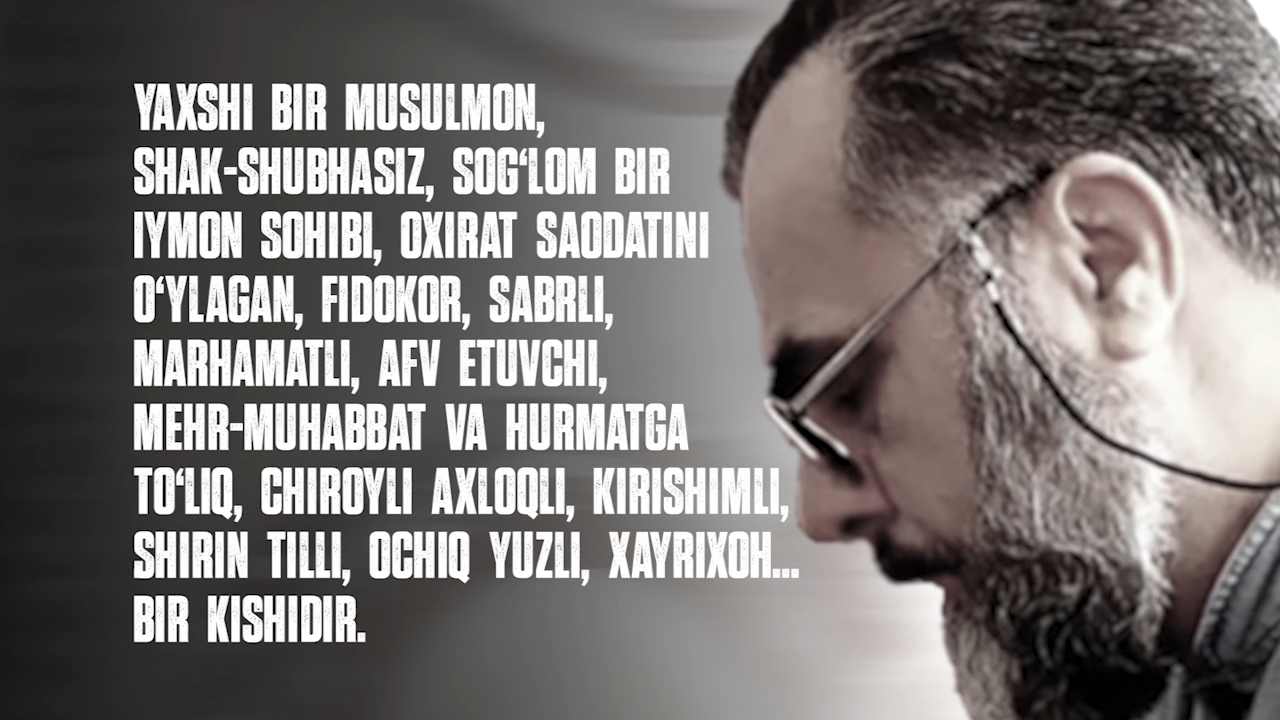 YAXSHI BIR MUSULMON,
SHAK-SHUBHASIZ, SOG‘LOM BIR
IYMON SOHIBI, OXIRAT SAODATINI
O‘YLAGAN, FIDOKOR, SABRLI,
MARHAMATLI, AFV ETUVCHI,
MEHR-MUHABBAT VA HURMATGA
TO‘LIQ, CHIROYLI AXLOQLI, KIRISHIMLI,
SHIRIN TILLI, OCHIQ YUZLI, XAYRIXOH...
BIR KISHIDIR.